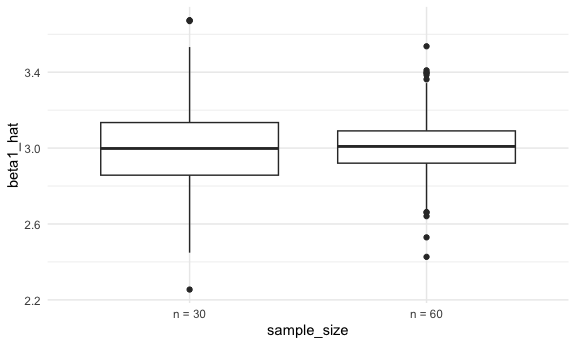 beta1_hat
3.4
3.0
2.6
2.2
n = 30
n = 60
sample_size